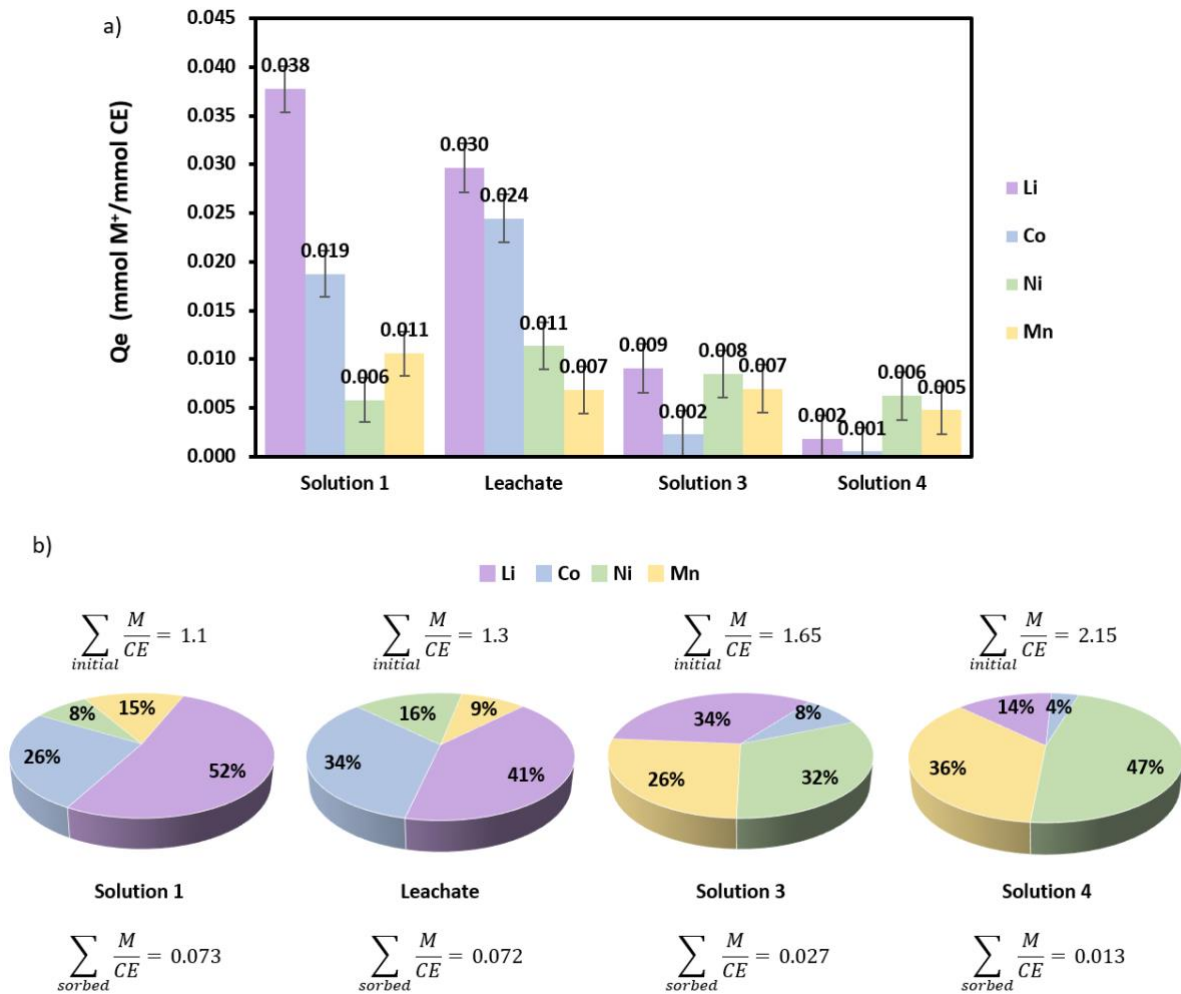 a)
0.045
0.040
0.035
0.030
0.025
0.020
0.015
0.010
0.005
0.000
Qe (mmol M⁺/mmol CE)
0.038
0.019
0.006
0.011
0.030
0.024
0.011
0.007
0.009
0.002
0.008
0.007
0.002
0.001
0.006
0.005
Solution 1 Leachate Solution 3 Solution 4
Li
Co
Ni
Mn
b)
Li Co Ni Mn
∑ initial M/CE = 1.1
∑ initial M/CE = 1.3
∑ initial M/CE = 1.65
∑ initial M/CE = 2.15
8% 15% 26% 52%
16% 9% 34% 41%
34% 8% 26% 32%
14% 4% 36% 47%
Solution 1 Leachate Solution 3 Solution 4
∑ sorbed M/CE = 0.073
∑ sorbed M/CE = 0.072
∑ sorbed M/CE = 0.027
∑ sorbed M/CE = 0.013